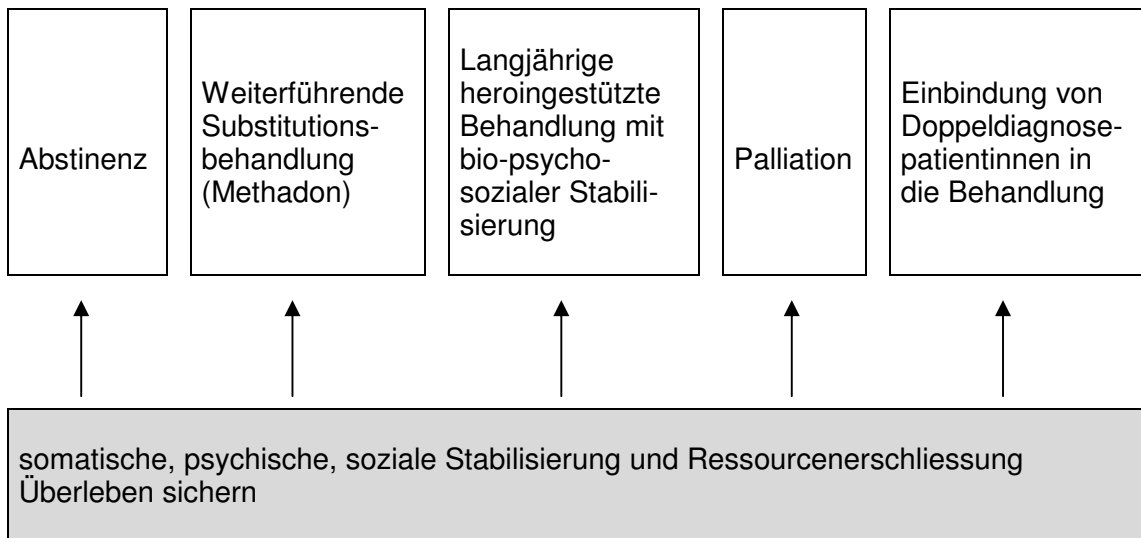 Abstinenz
Weiterführende
Substitutions-
behandlung
(Methadon)
Langjährige
heroingestützte
Behandlung mit
bio-psycho-
sozialer Stabili-
sierung
Palliation
Einbindung von
Doppeldiagnose-
patientinnen in
die Behandlung
somatische, psychische, soziale Stabilisierung und Ressourcenerschliessung
Überleben sichern